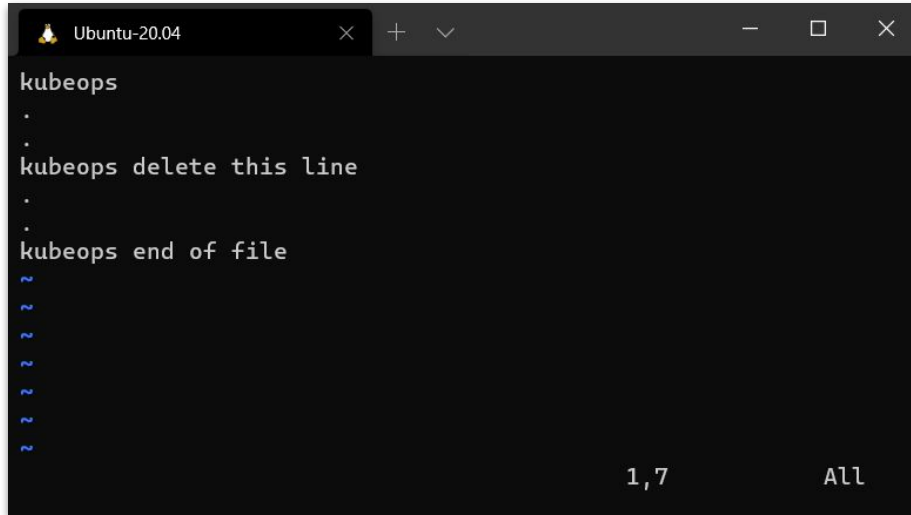 Ubuntu-20.04
kubeops
.
.
kubeops delete this line
.
.
kubeops end of file
~
~
~
~
~
~
~
1,7 All